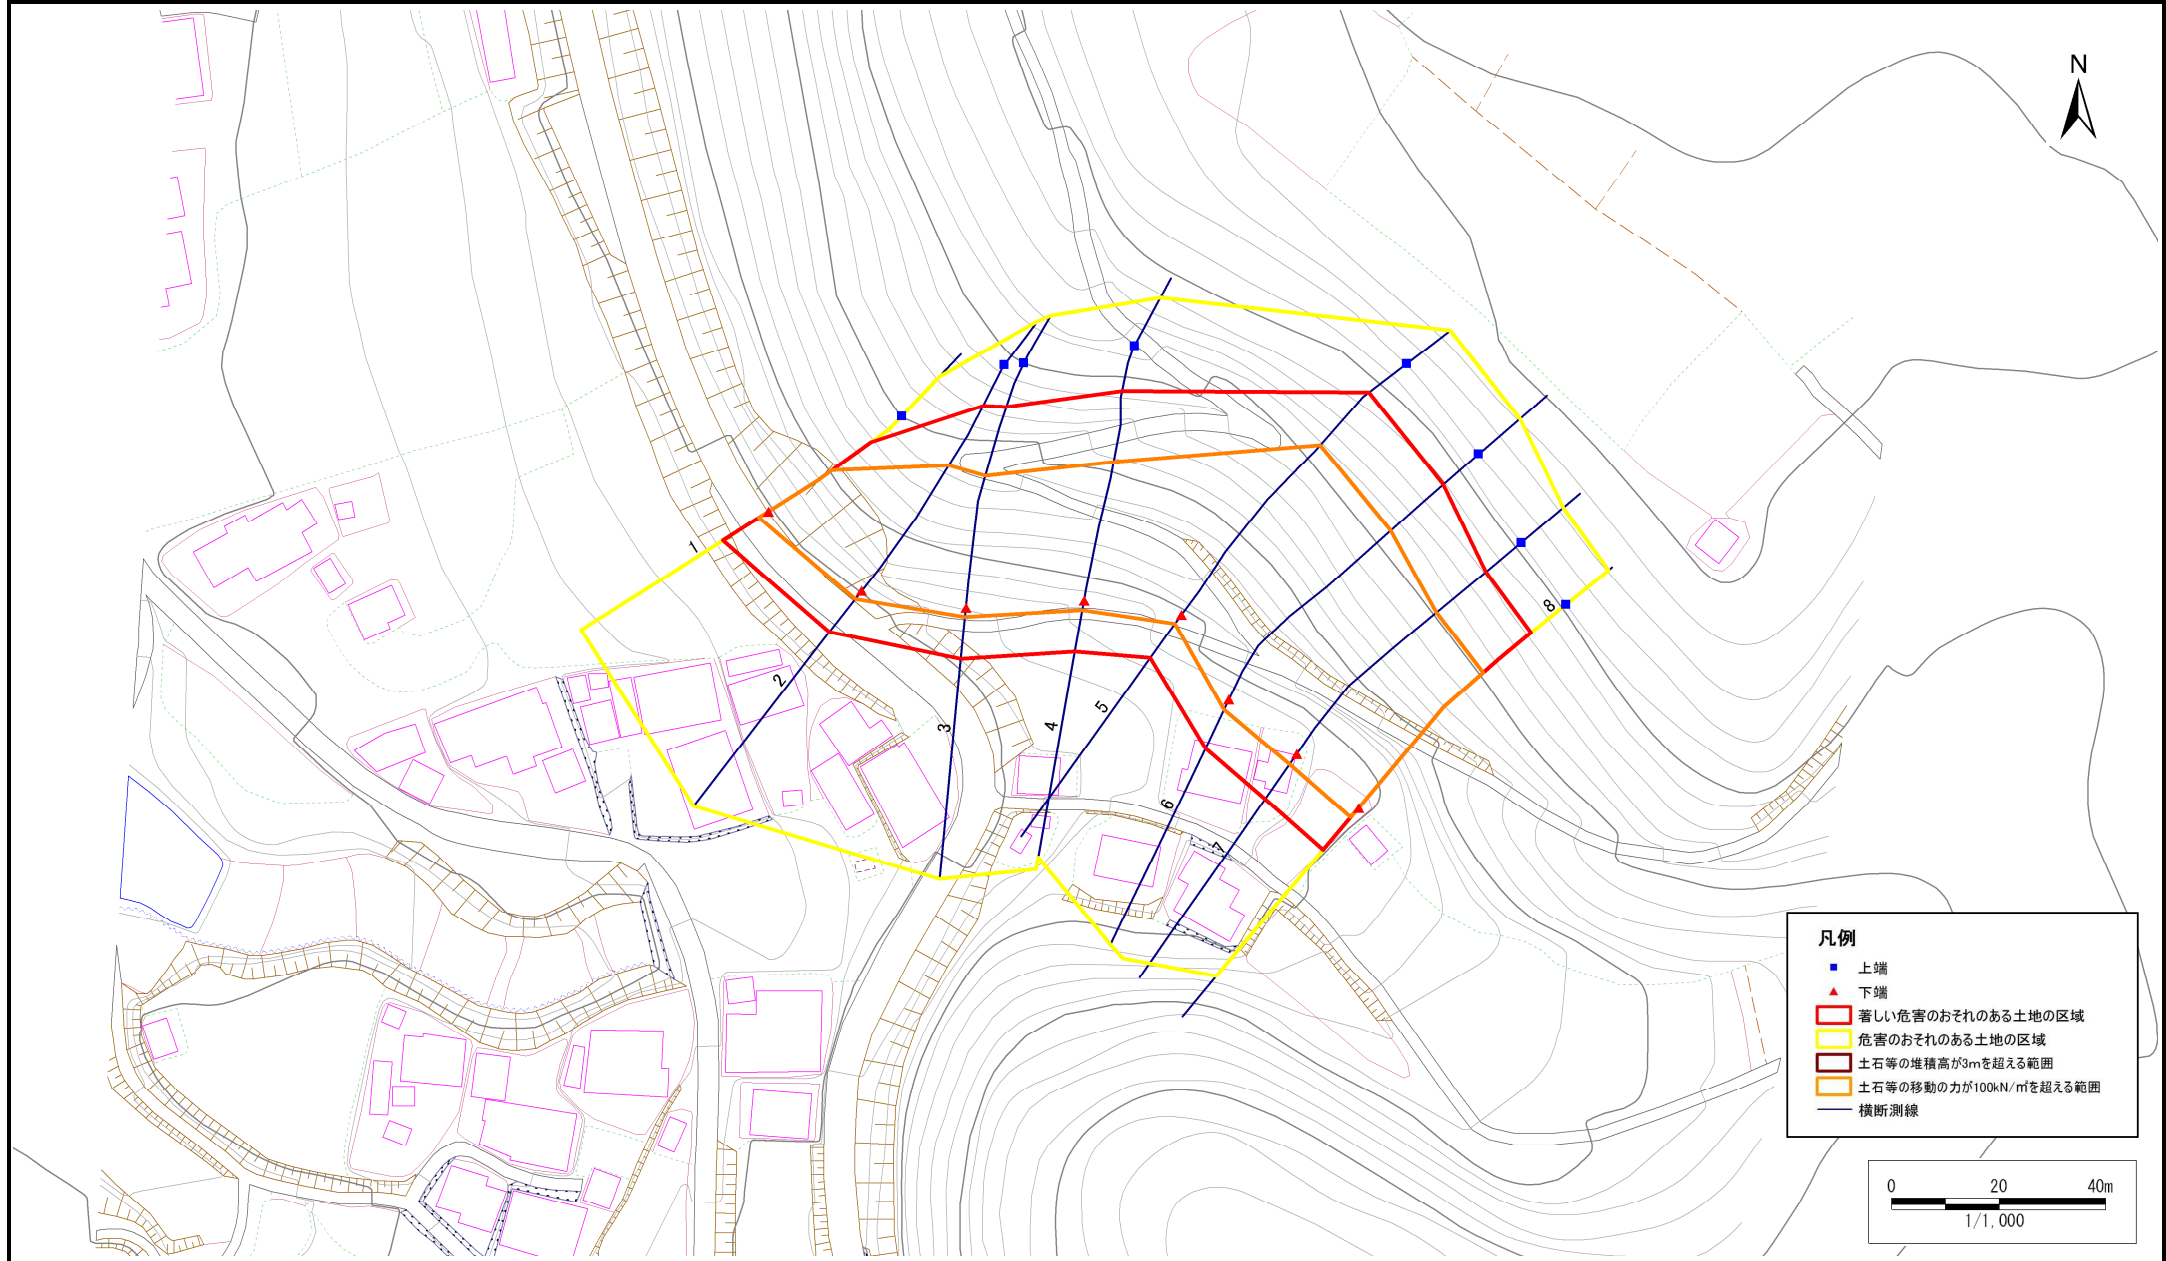 N
1
2
3
4
5
6
7
8
凡例
上端
下端
著しい危害のおそれのある土地の区域
危害のおそれのある土地の区域
土石等の堆積高が3mを超える範囲
土石等の移動の力が100kN/㎡を超える範囲
横断測線
0 20 40m
1/1,000